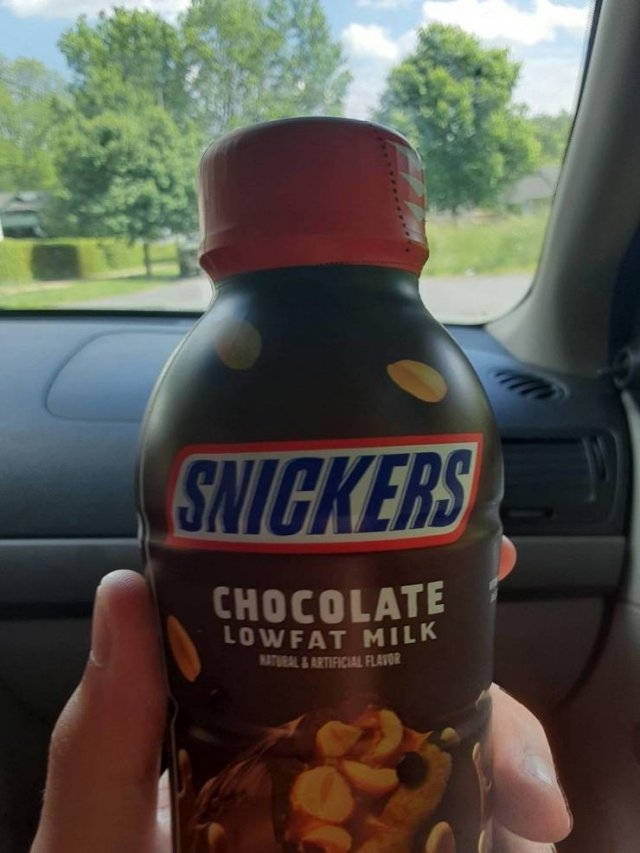 SNICKERS
CHOCOLATE
LOWFAT MILK
NATURAL & ARTIFICIAL FLAVOR